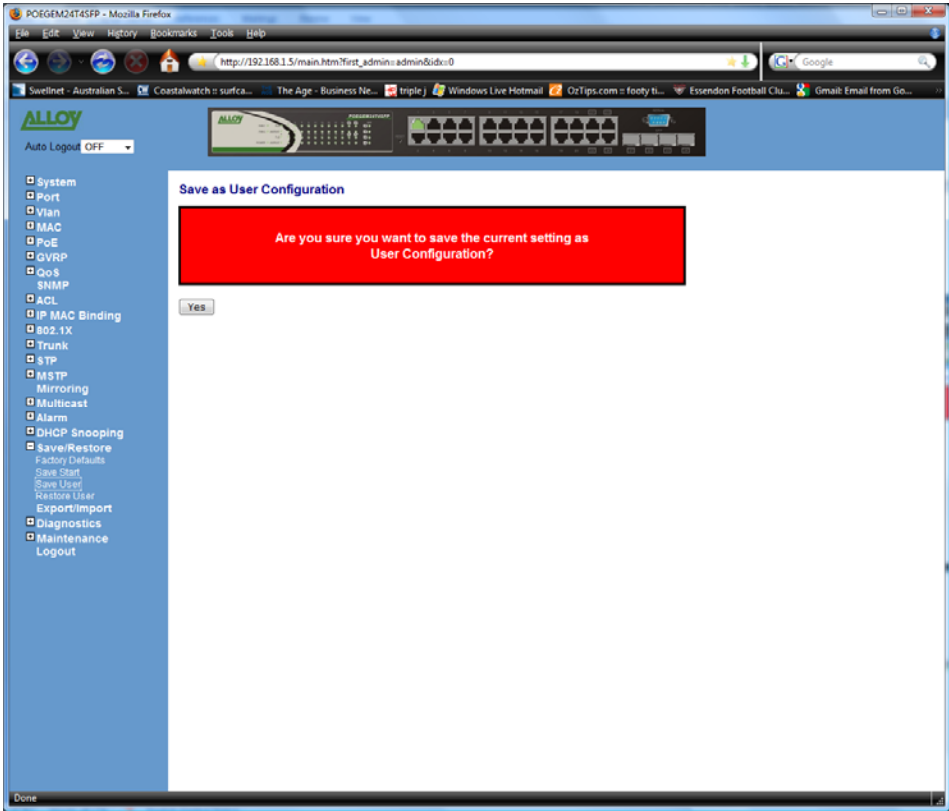 POEGEM24T4SFP - Mozilla Firefox
File Edit View History Bookmarks Tools Help
http://192.168.1.5/main.htm?first_admin=admin&idx=0
Google
Swellnet - Australian S... Coastalwatch :: surfca... The Age - Business Ne... triple j Windows Live Hotmail OzTips.com :: footy ti... Essendon Football Clu... Gmail: Email from Go...
ALLOY
Auto Logout OFF
ALLOY
POEGEM24T4SFP
System
Port
Vlan
MAC
PoE
GVRP
QoS
SNMP
ACL
IP MAC Binding
802.1X
Trunk
STP
MSTP
Mirroring
Multicast
Alarm
DHCP Snooping
Save/Restore
Factory Defaults
Save Start
Save User
Restore User
Export/Import
Diagnostics
Maintenance
Logout
Save as User Configuration
Are you sure you want to save the current setting as
User Configuration?
Yes
Done